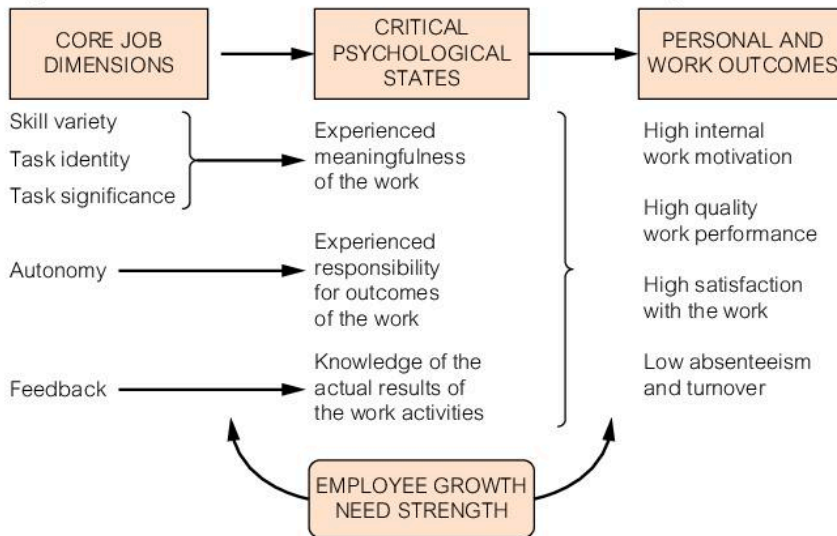 CORE JOB
DIMENSIONS
CRITICAL
PSYCHOLOGICAL
STATES
PERSONAL AND
WORK OUTCOMES
Skill variety
Task identity
Task significance
Experienced
meaningfulness
of the work
Autonomy
Experienced
responsibility
for outcomes
of the work
Feedback
Knowledge of the
actual results of
the work activities
High internal
work motivation
High quality
work performance
High satisfaction
with the work
Low absenteeism
and turnover
EMPLOYEE GROWTH
NEED STRENGTH